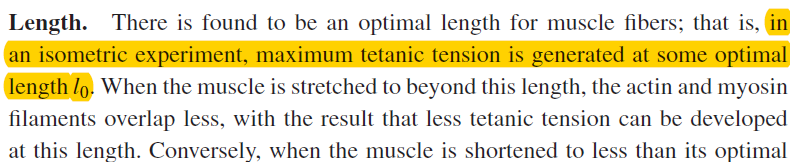 Length. There is found to be an optimal length for muscle fibers; that is, in
an isometric experiment, maximum tetanic tension is generated at some optimal
length l₀. When the muscle is stretched to beyond this length, the actin and myosin
filaments overlap less, with the result that less tetanic tension can be developed
at this length. Conversely, when the muscle is shortened to less than its optimal